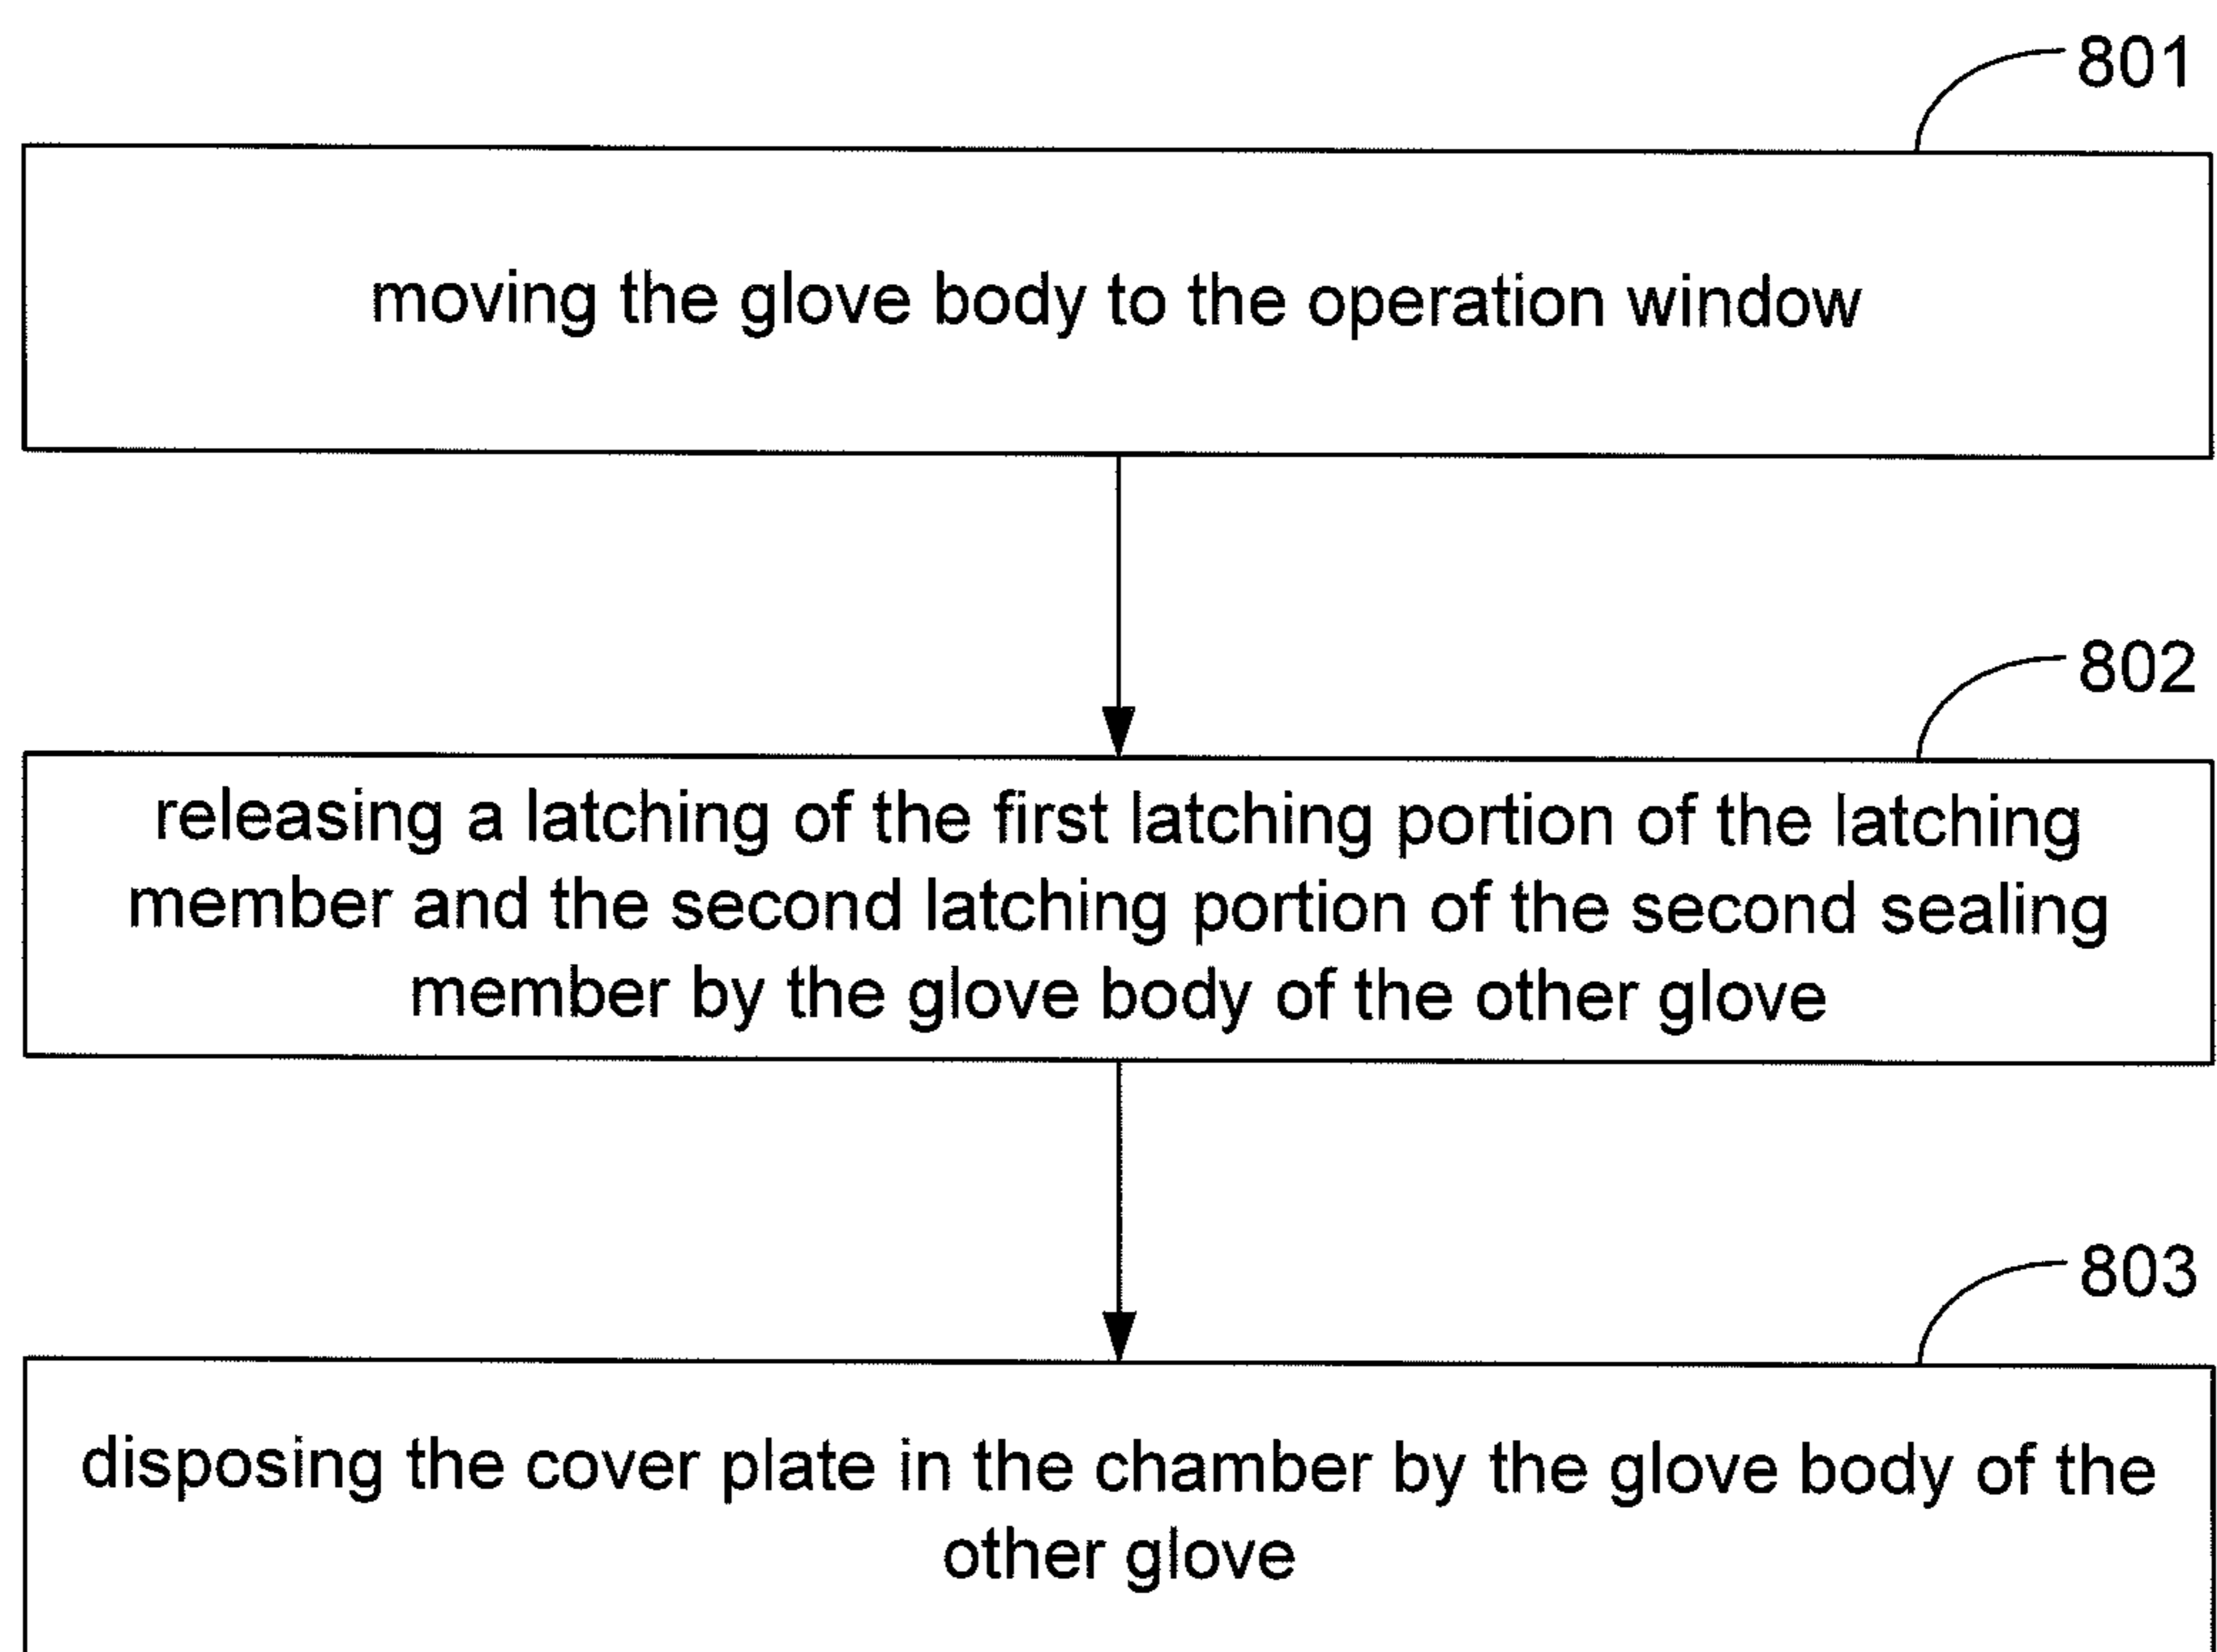 801
moving the glove body to the operation window
802
releasing a latching of the first latching portion of the latching
member and the second latching portion of the second sealing
member by the glove body of the other glove
803
disposing the cover plate in the chamber by the glove body of the
other glove